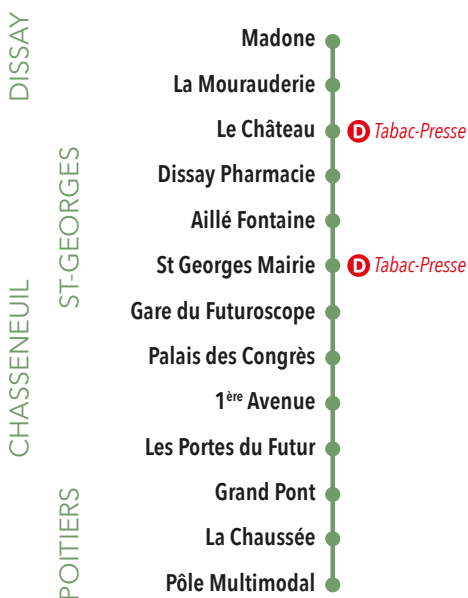 DISSAY
Madone
La Mourauderie
Le Château D Tabac-Presse
ST-GEORGES
Dissay Pharmacie
Aillé Fontaine
St Georges Mairie D Tabac-Presse
CHASSENEUIL
Gare du Futuroscope
Palais des Congrès
1ère Avenue
Les Portes du Futur
POITIERS
Grand Pont
La Chaussée
Pôle Multimodal